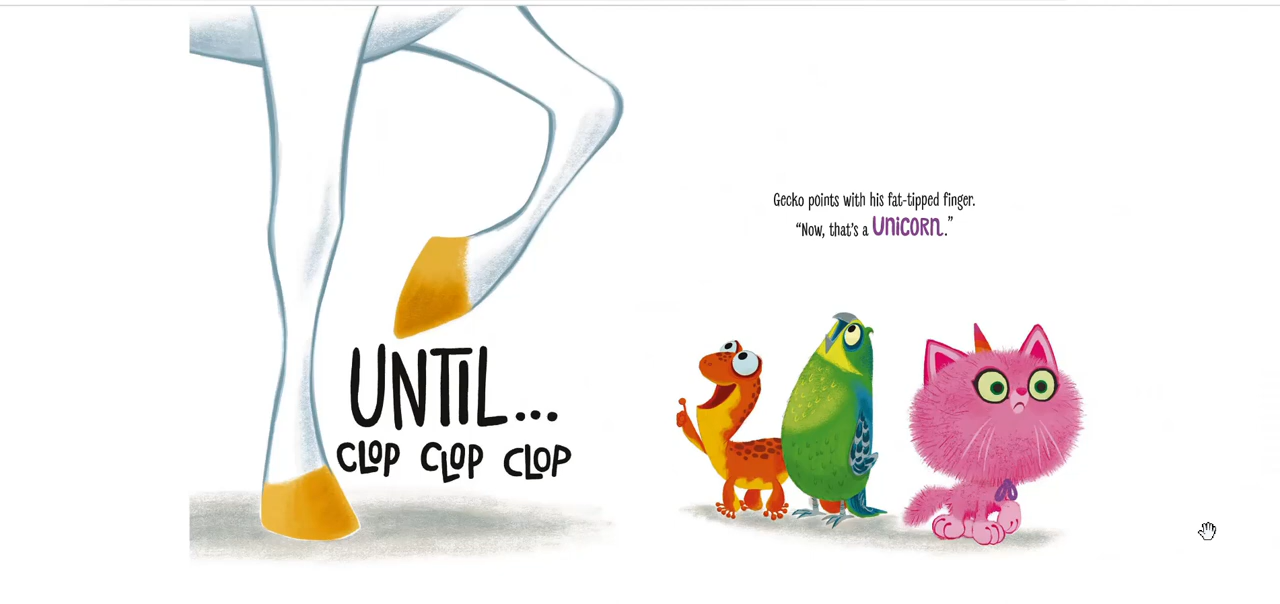 UNTIL...
CLOP CLOP CLOP
Gecko points with his fat-tipped finger.
“Now, that’s a UNICORN.”